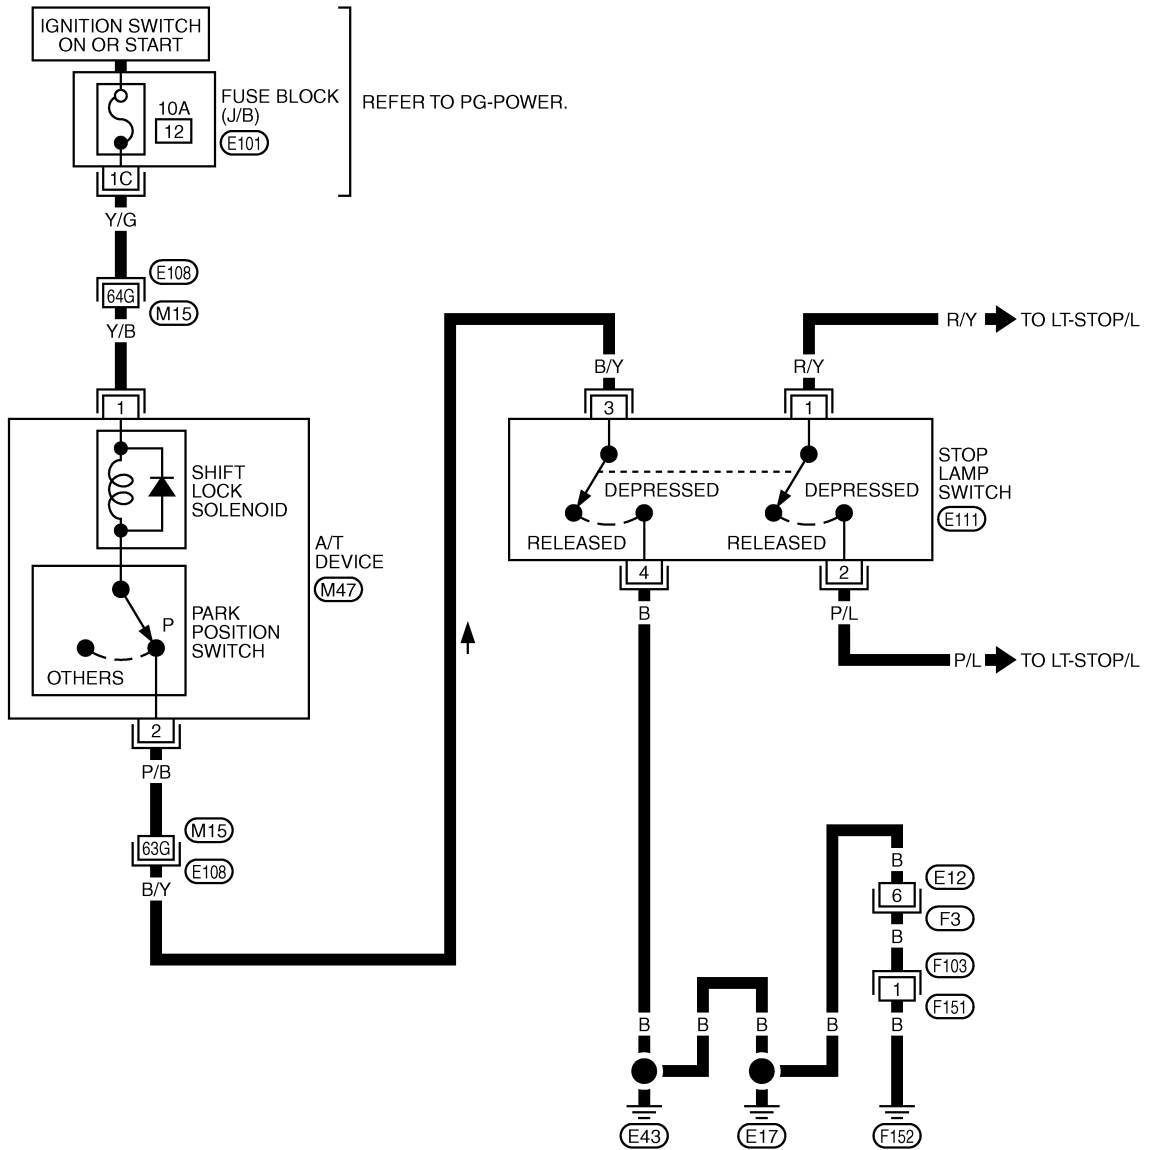 IGNITION SWITCH
ON OR START
FUSE BLOCK
(J/B)
E101
10A
12
REFER TO PG-POWER.
1C
Y/G
E108
64G
M15
Y/B
1
SHIFT
LOCK
SOLENOID
A/T
DEVICE
M47
PARK
POSITION
SWITCH
P
OTHERS
2
P/B
M15
63G
E108
B/Y
B/Y
3
R/Y
1
R/Y
TO LT-STOP/L
STOP
LAMP
SWITCH
E111
DEPRESSED
DEPRESSED
RELEASED
RELEASED
4
B
2
P/L
P/L
TO LT-STOP/L
B
E12
6
F3
B
F103
1
F151
B
B
B
B
B
E43
E17
F152